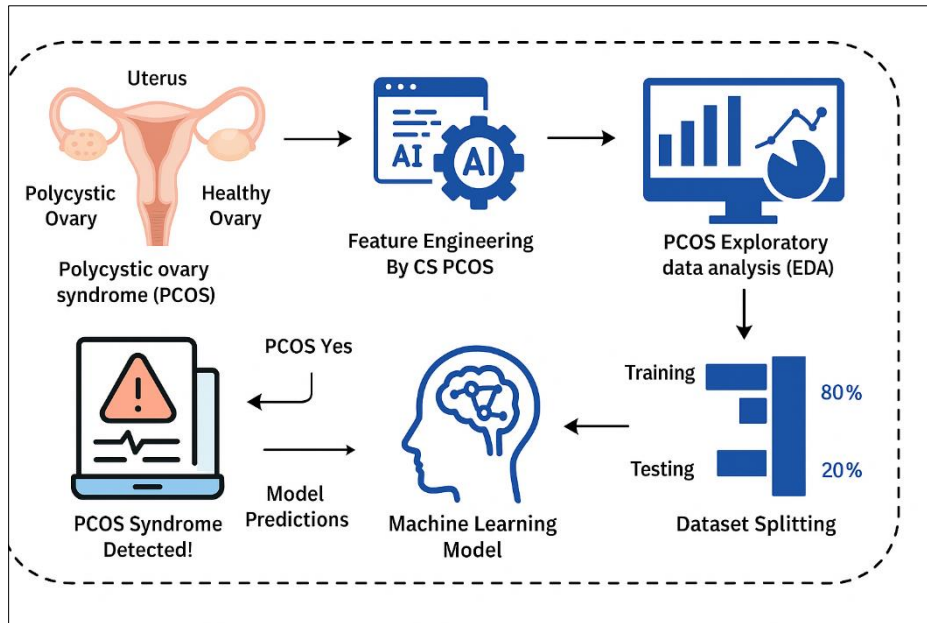 Uterus
Polycystic
Ovary
Healthy
Ovary
Polycystic ovary
syndrome (PCOS)
AI
AI
Feature Engineering
By CS PCOS
PCOS Exploratory
data analysis (EDA)
Training
80%
Testing
20%
Dataset Splitting
Machine Learning
Model
PCOS Yes
Model
Predictions
PCOS Syndrome
Detected!